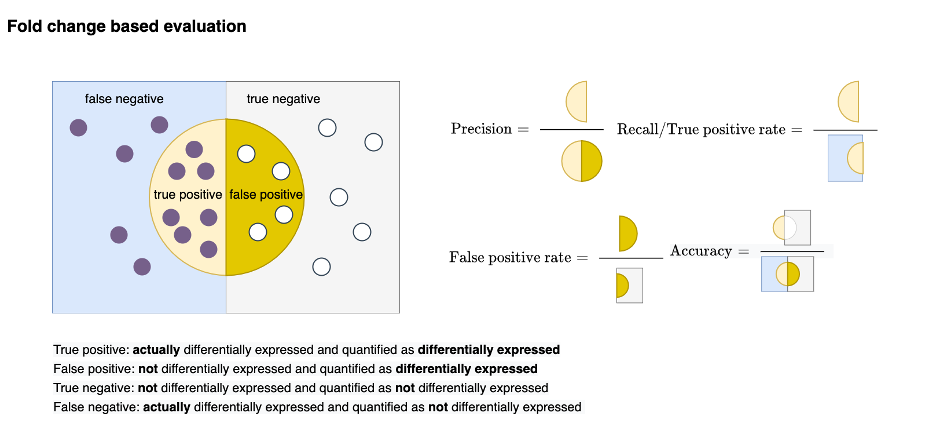 Fold change based evaluation
false negative
true negative
true positive
false positive
Precision =
Recall/True positive rate =
False positive rate =
Accuracy =
True positive: actually differentially expressed and quantified as differentially expressed
False positive: not differentially expressed and quantified as differentially expressed
True negative: not differentially expressed and quantified as not differentially expressed
False negative: actually differentially expressed and quantified as not differentially expressed